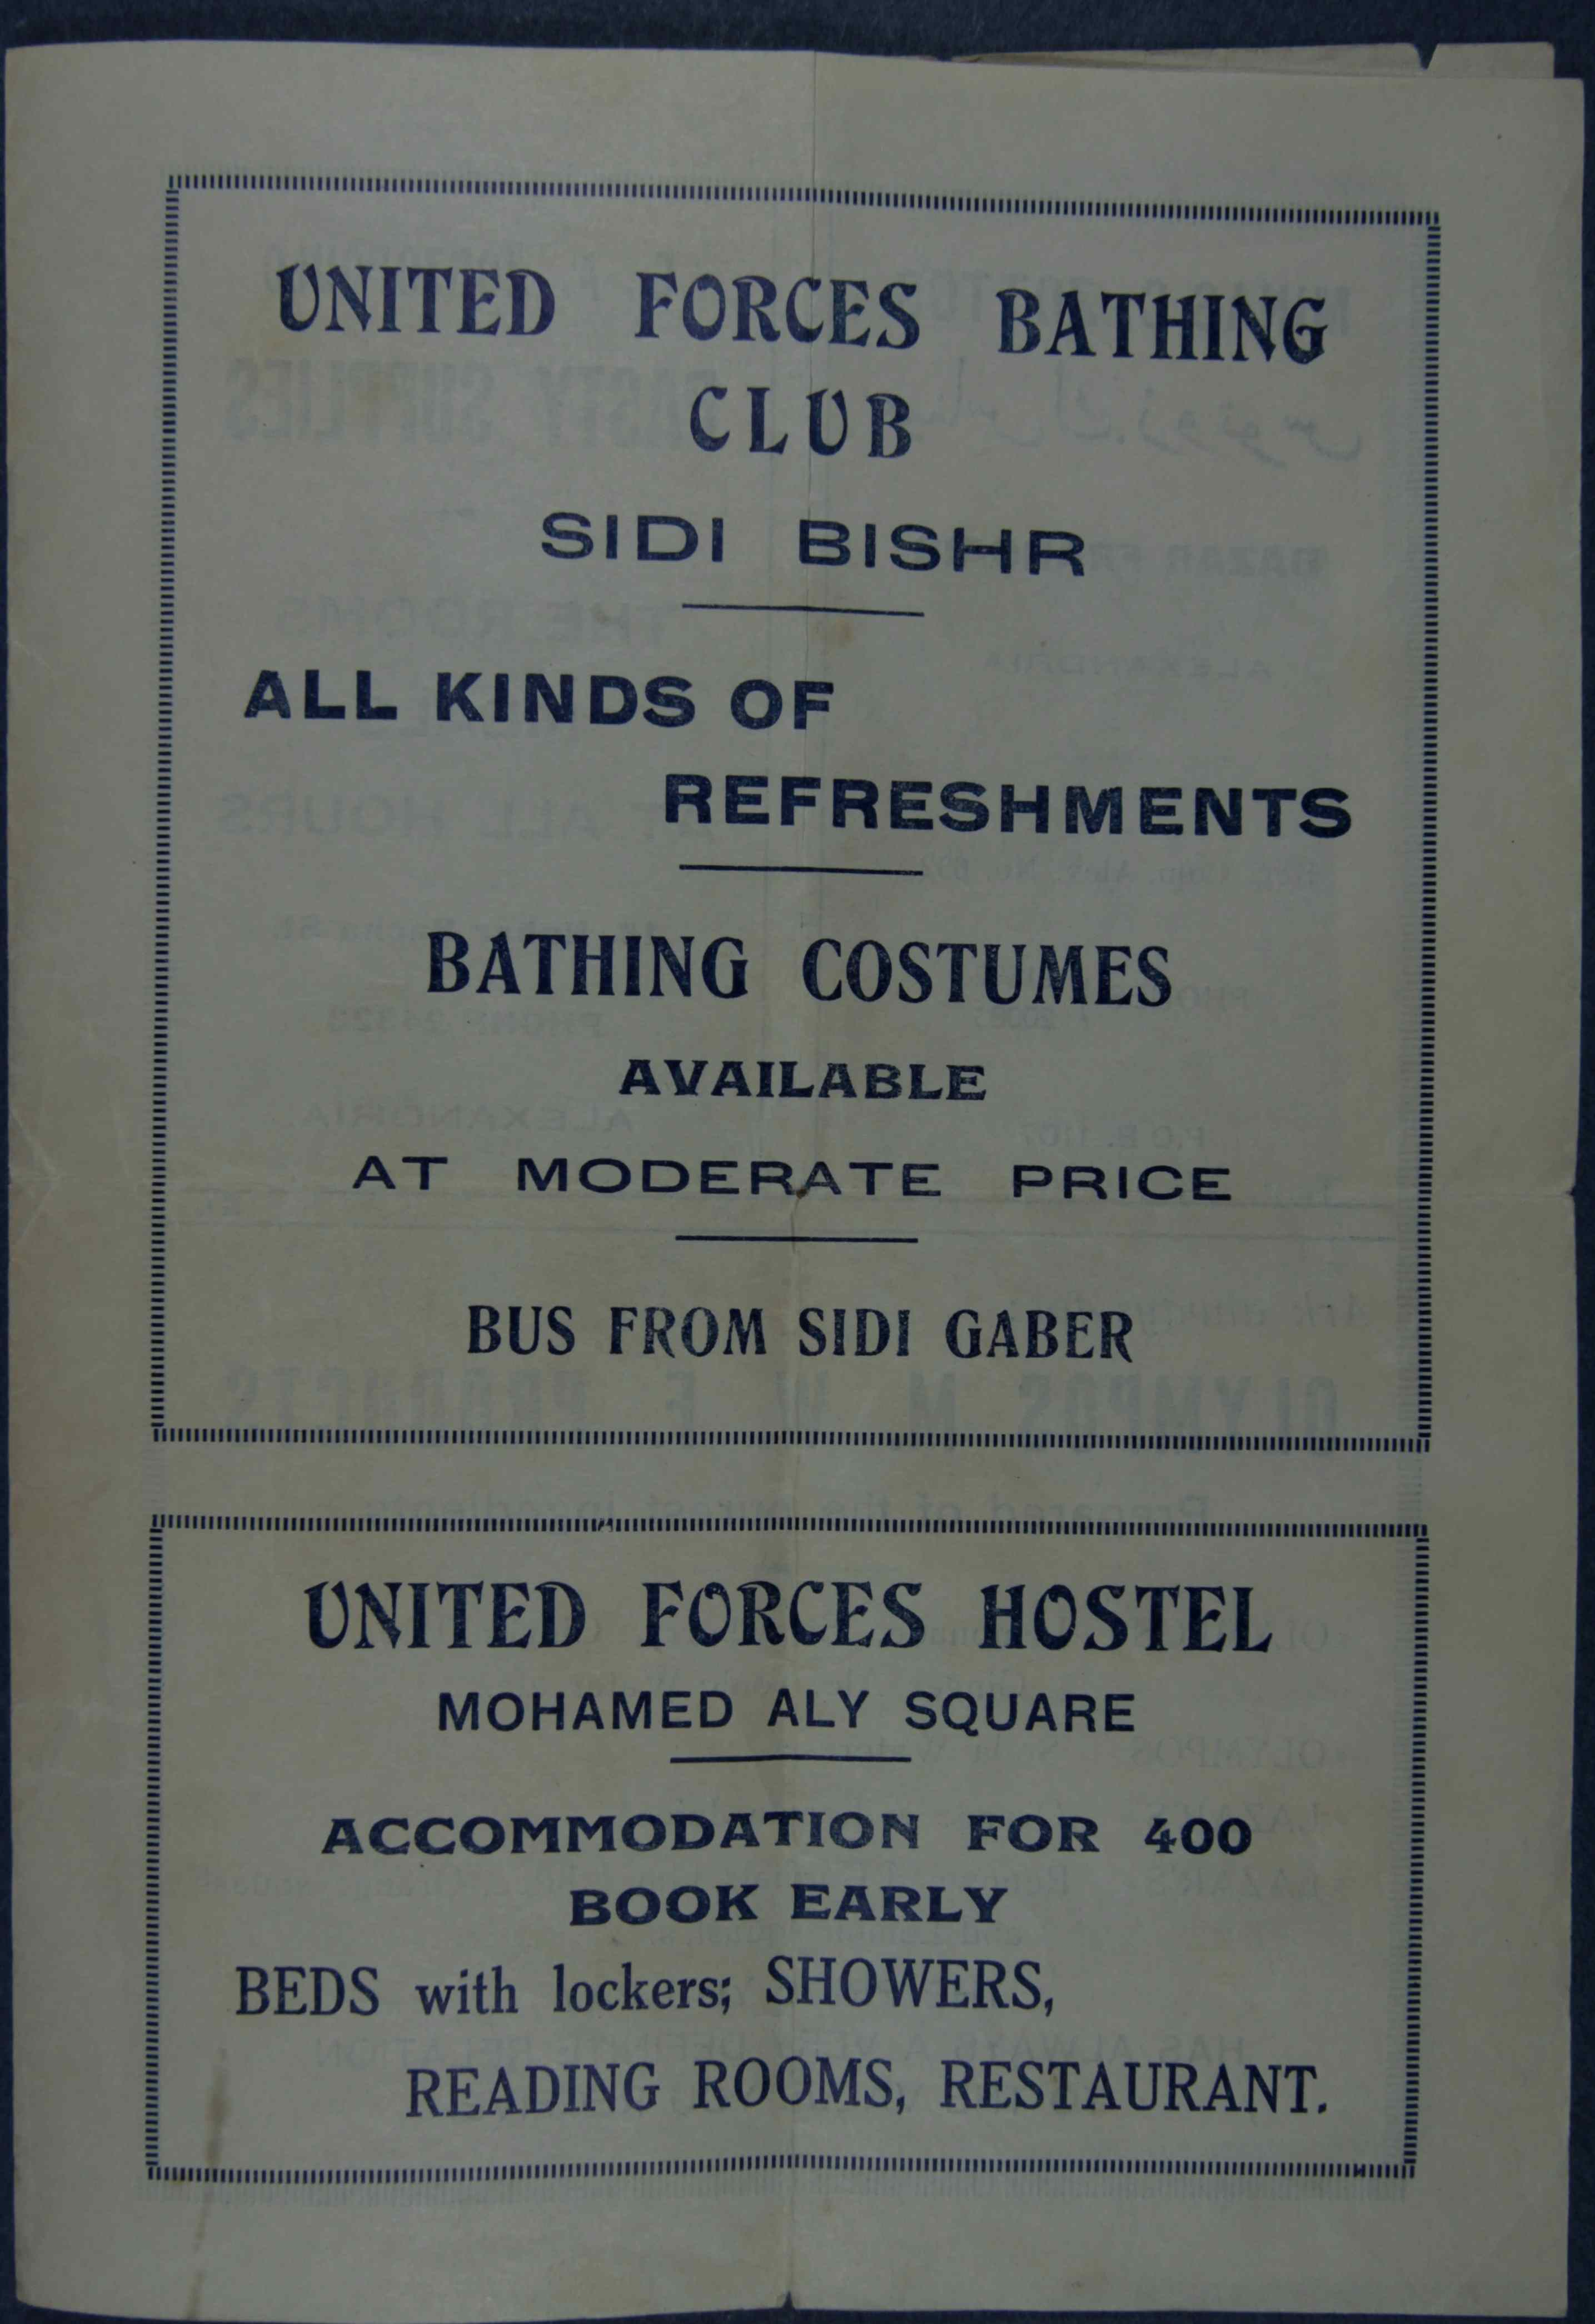 UNITED FORCES BATHING
CLUB
SIDI BISHR
ALL KINDS OF
REFRESHMENTS
BATHING COSTUMES
AVAILABLE
AT MODERATE PRICE
BUS FROM SIDI GABER
UNITED FORCES HOSTEL
MOHAMED ALY SQUARE
ACCOMMODATION FOR 400
BOOK EARLY
BEDS with lockers; SHOWERS,
READING ROOMS, RESTAURANT.